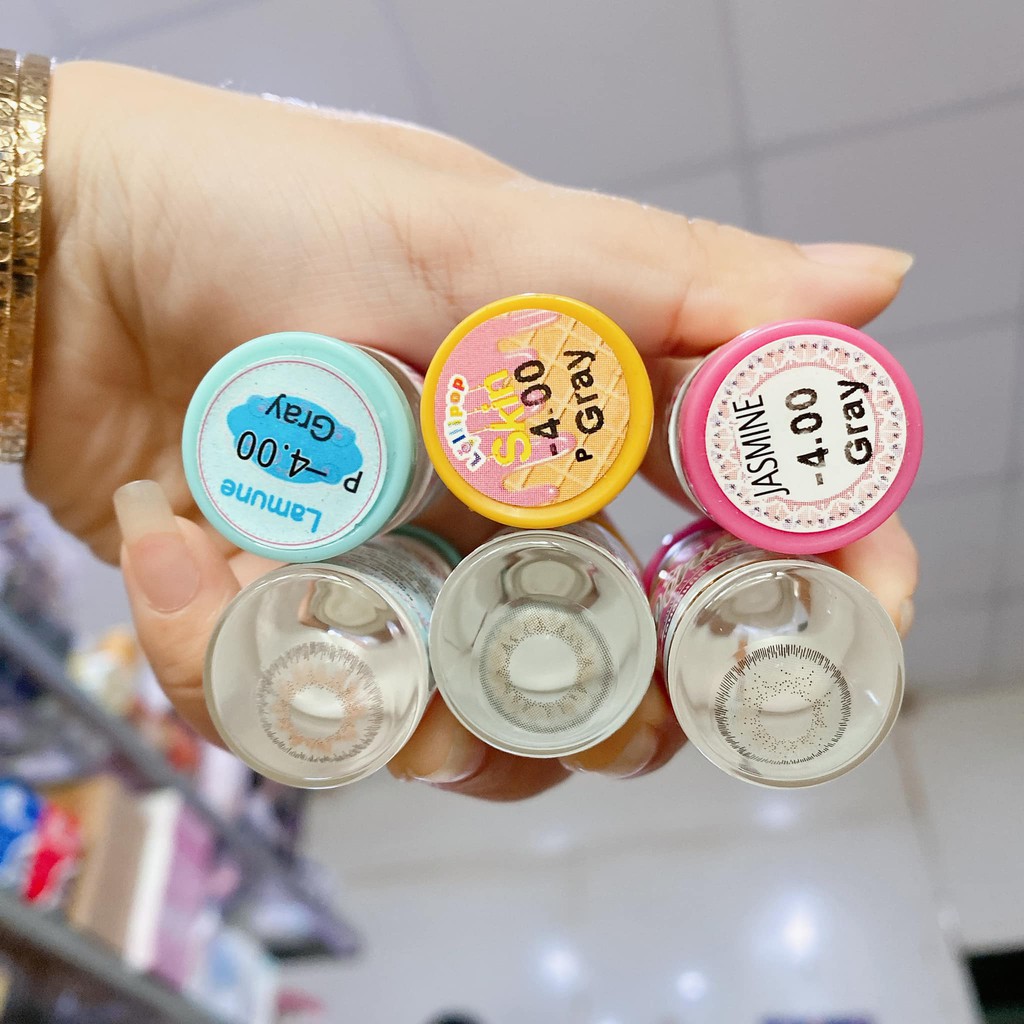 Lamune
P -4.00
Gray
Lollipop
Skin
-4.00
P Gray
JASMINE
-4.00
Gray